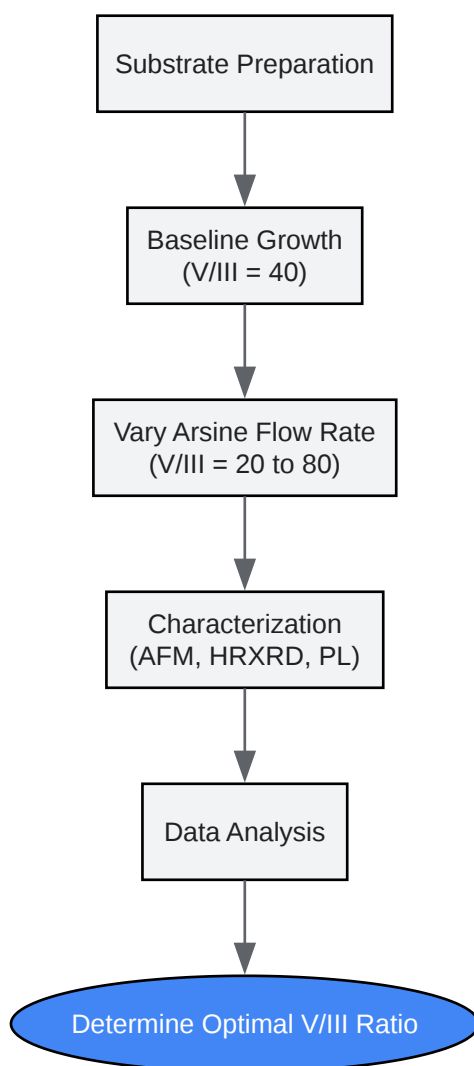 Substrate Preparation
Baseline Growth
(V/III = 40)
Vary Arsine Flow Rate
(V/III = 20 to 80)
Characterization
(AFM, HRXRD, PL)
Data Analysis
Determine Optimal V/III Ratio